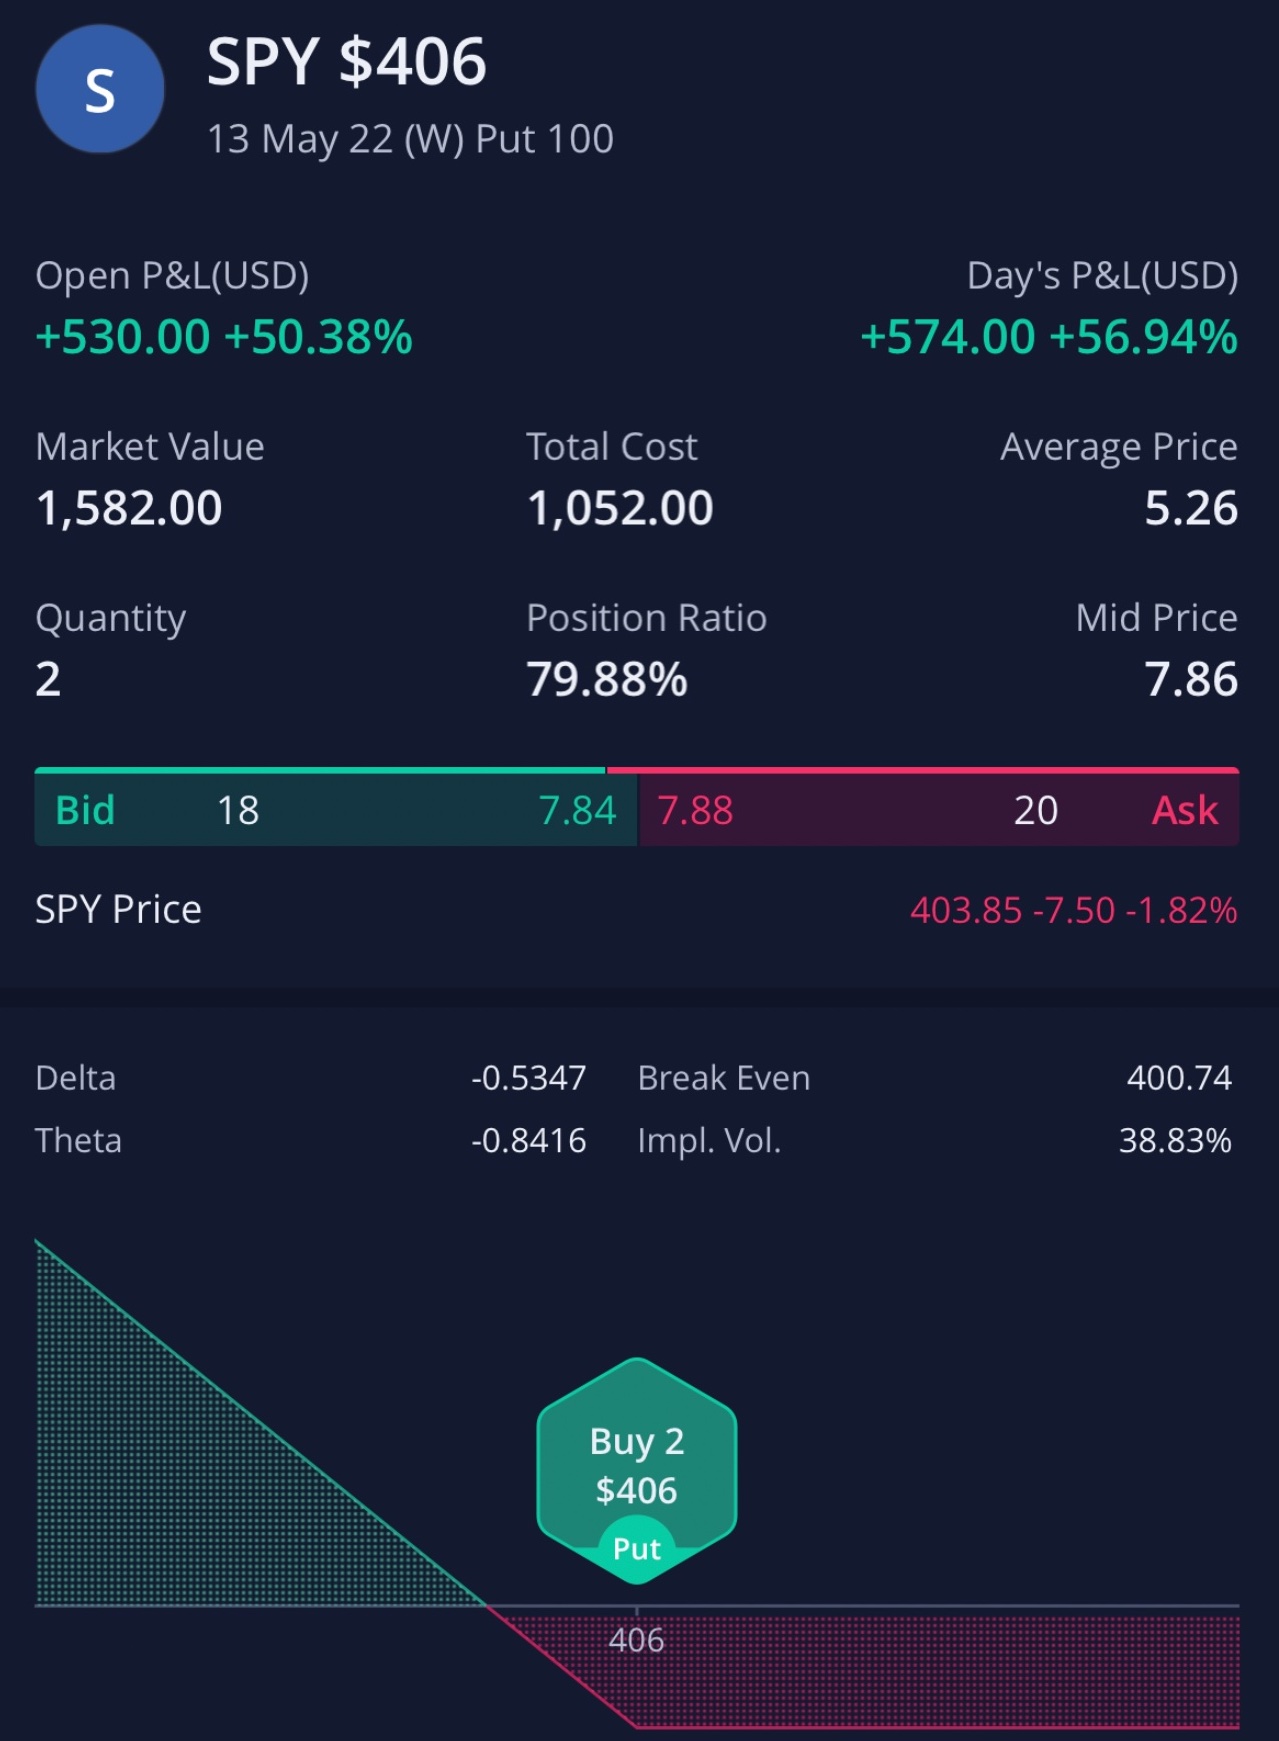 S
SPY $406
13 May 22 (W) Put 100
Open P&L(USD) Day's P&L(USD)
+530.00 +50.38% +574.00 +56.94%
Market Value Total Cost Average Price
1,582.00 1,052.00 5.26
Quantity Position Ratio Mid Price
2 79.88% 7.86
Bid 18 7.84 7.88 20 Ask
SPY Price 403.85 -7.50 -1.82%
Delta -0.5347 Break Even 400.74
Theta -0.8416 Impl. Vol. 38.83%
Buy 2
$406
Put
406